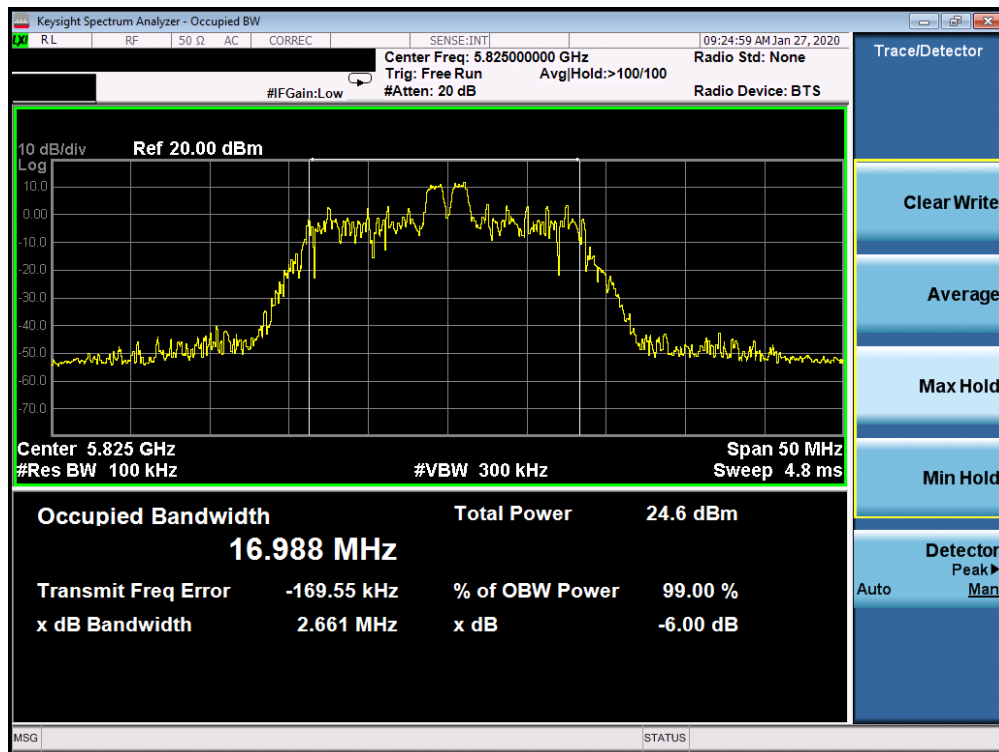 Keysight Spectrum Analyzer - Occupied BW
LXI RL RF 50 Ω AC CORREC SENSE:INT 09:24:59 AM Jan 27, 2020
Center Freq: 5.825000000 GHz Radio Std: None
Trig: Free Run Avg|Hold:>100/100
#IFGain:Low #Atten: 20 dB Radio Device: BTS
10 dB/div Ref 20.00 dBm
Log
10.0
0.00
-10.0
-20.0
-30.0
-40.0
-50.0
-60.0
-70.0
Center 5.825 GHz Span 50 MHz
#Res BW 100 kHz #VBW 300 kHz Sweep 4.8 ms
Occupied Bandwidth Total Power 24.6 dBm
16.988 MHz
Transmit Freq Error -169.55 kHz % of OBW Power 99.00 %
x dB Bandwidth 2.661 MHz x dB -6.00 dB
MSG STATUS
Trace/Detector
Clear Write
Average
Max Hold
Min Hold
Detector
Peak▶
Auto Man